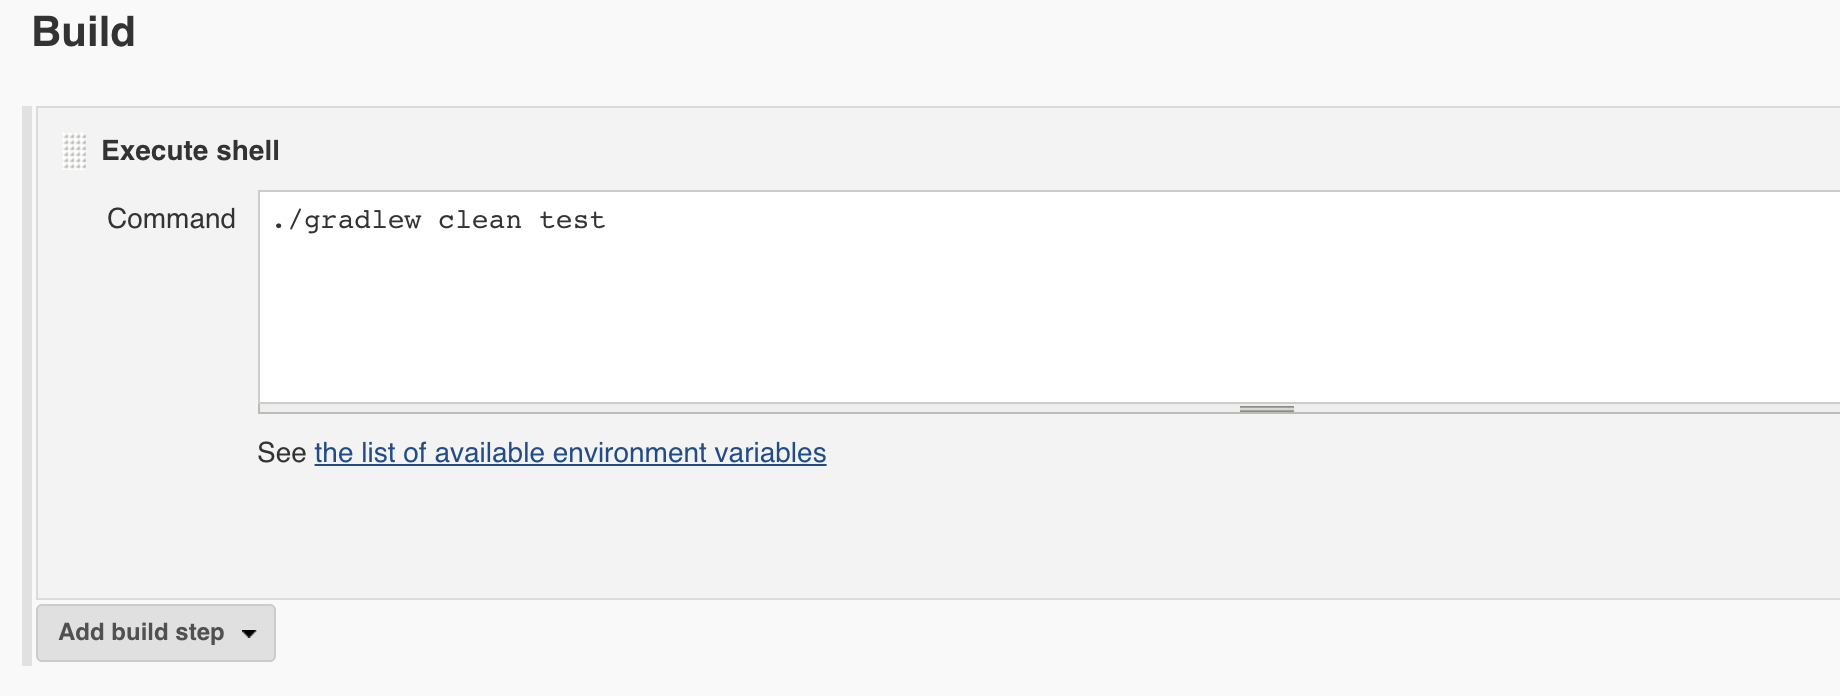 Build
Execute shell
Command
./gradlew clean test
See the list of available environment variables
Add build step